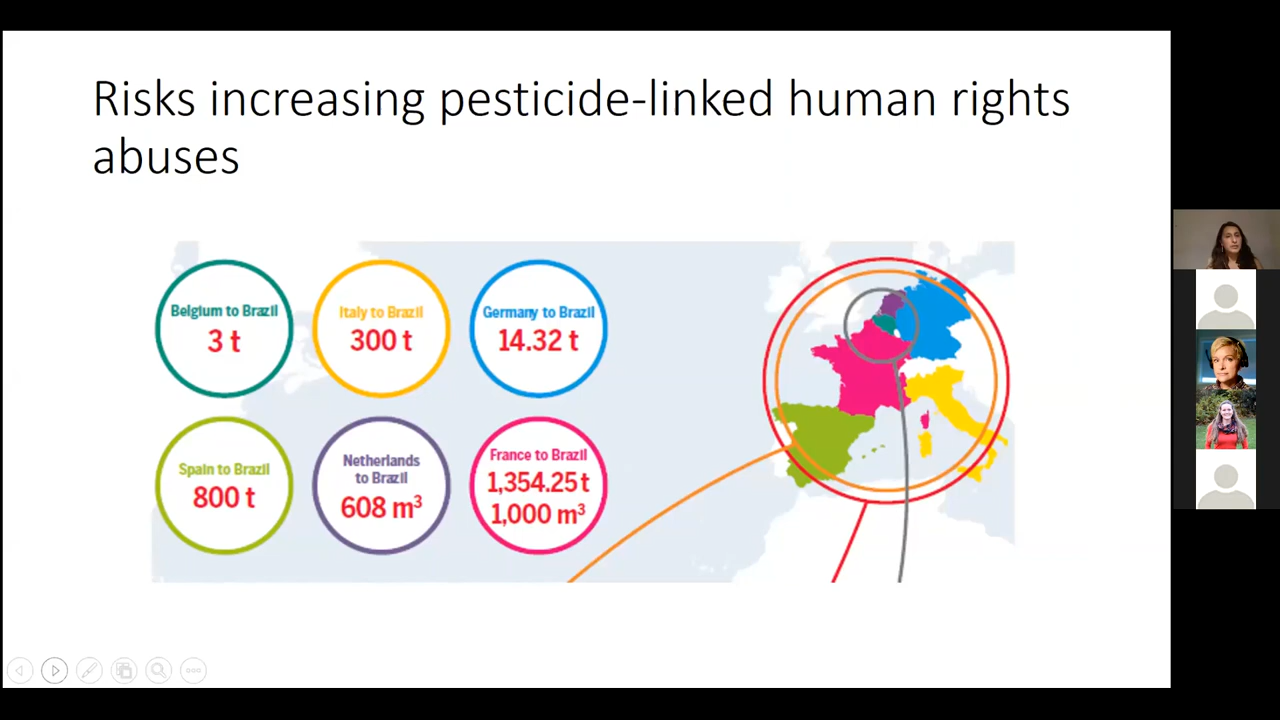 Risks increasing pesticide-linked human rights
abuses
Belgium to Brazil
3 t
Italy to Brazil
300 t
Germany to Brazil
14.32 t
Spain to Brazil
800 t
Netherlands
to Brazil
608 m³
France to Brazil
1,354.25 t
1,000 m³